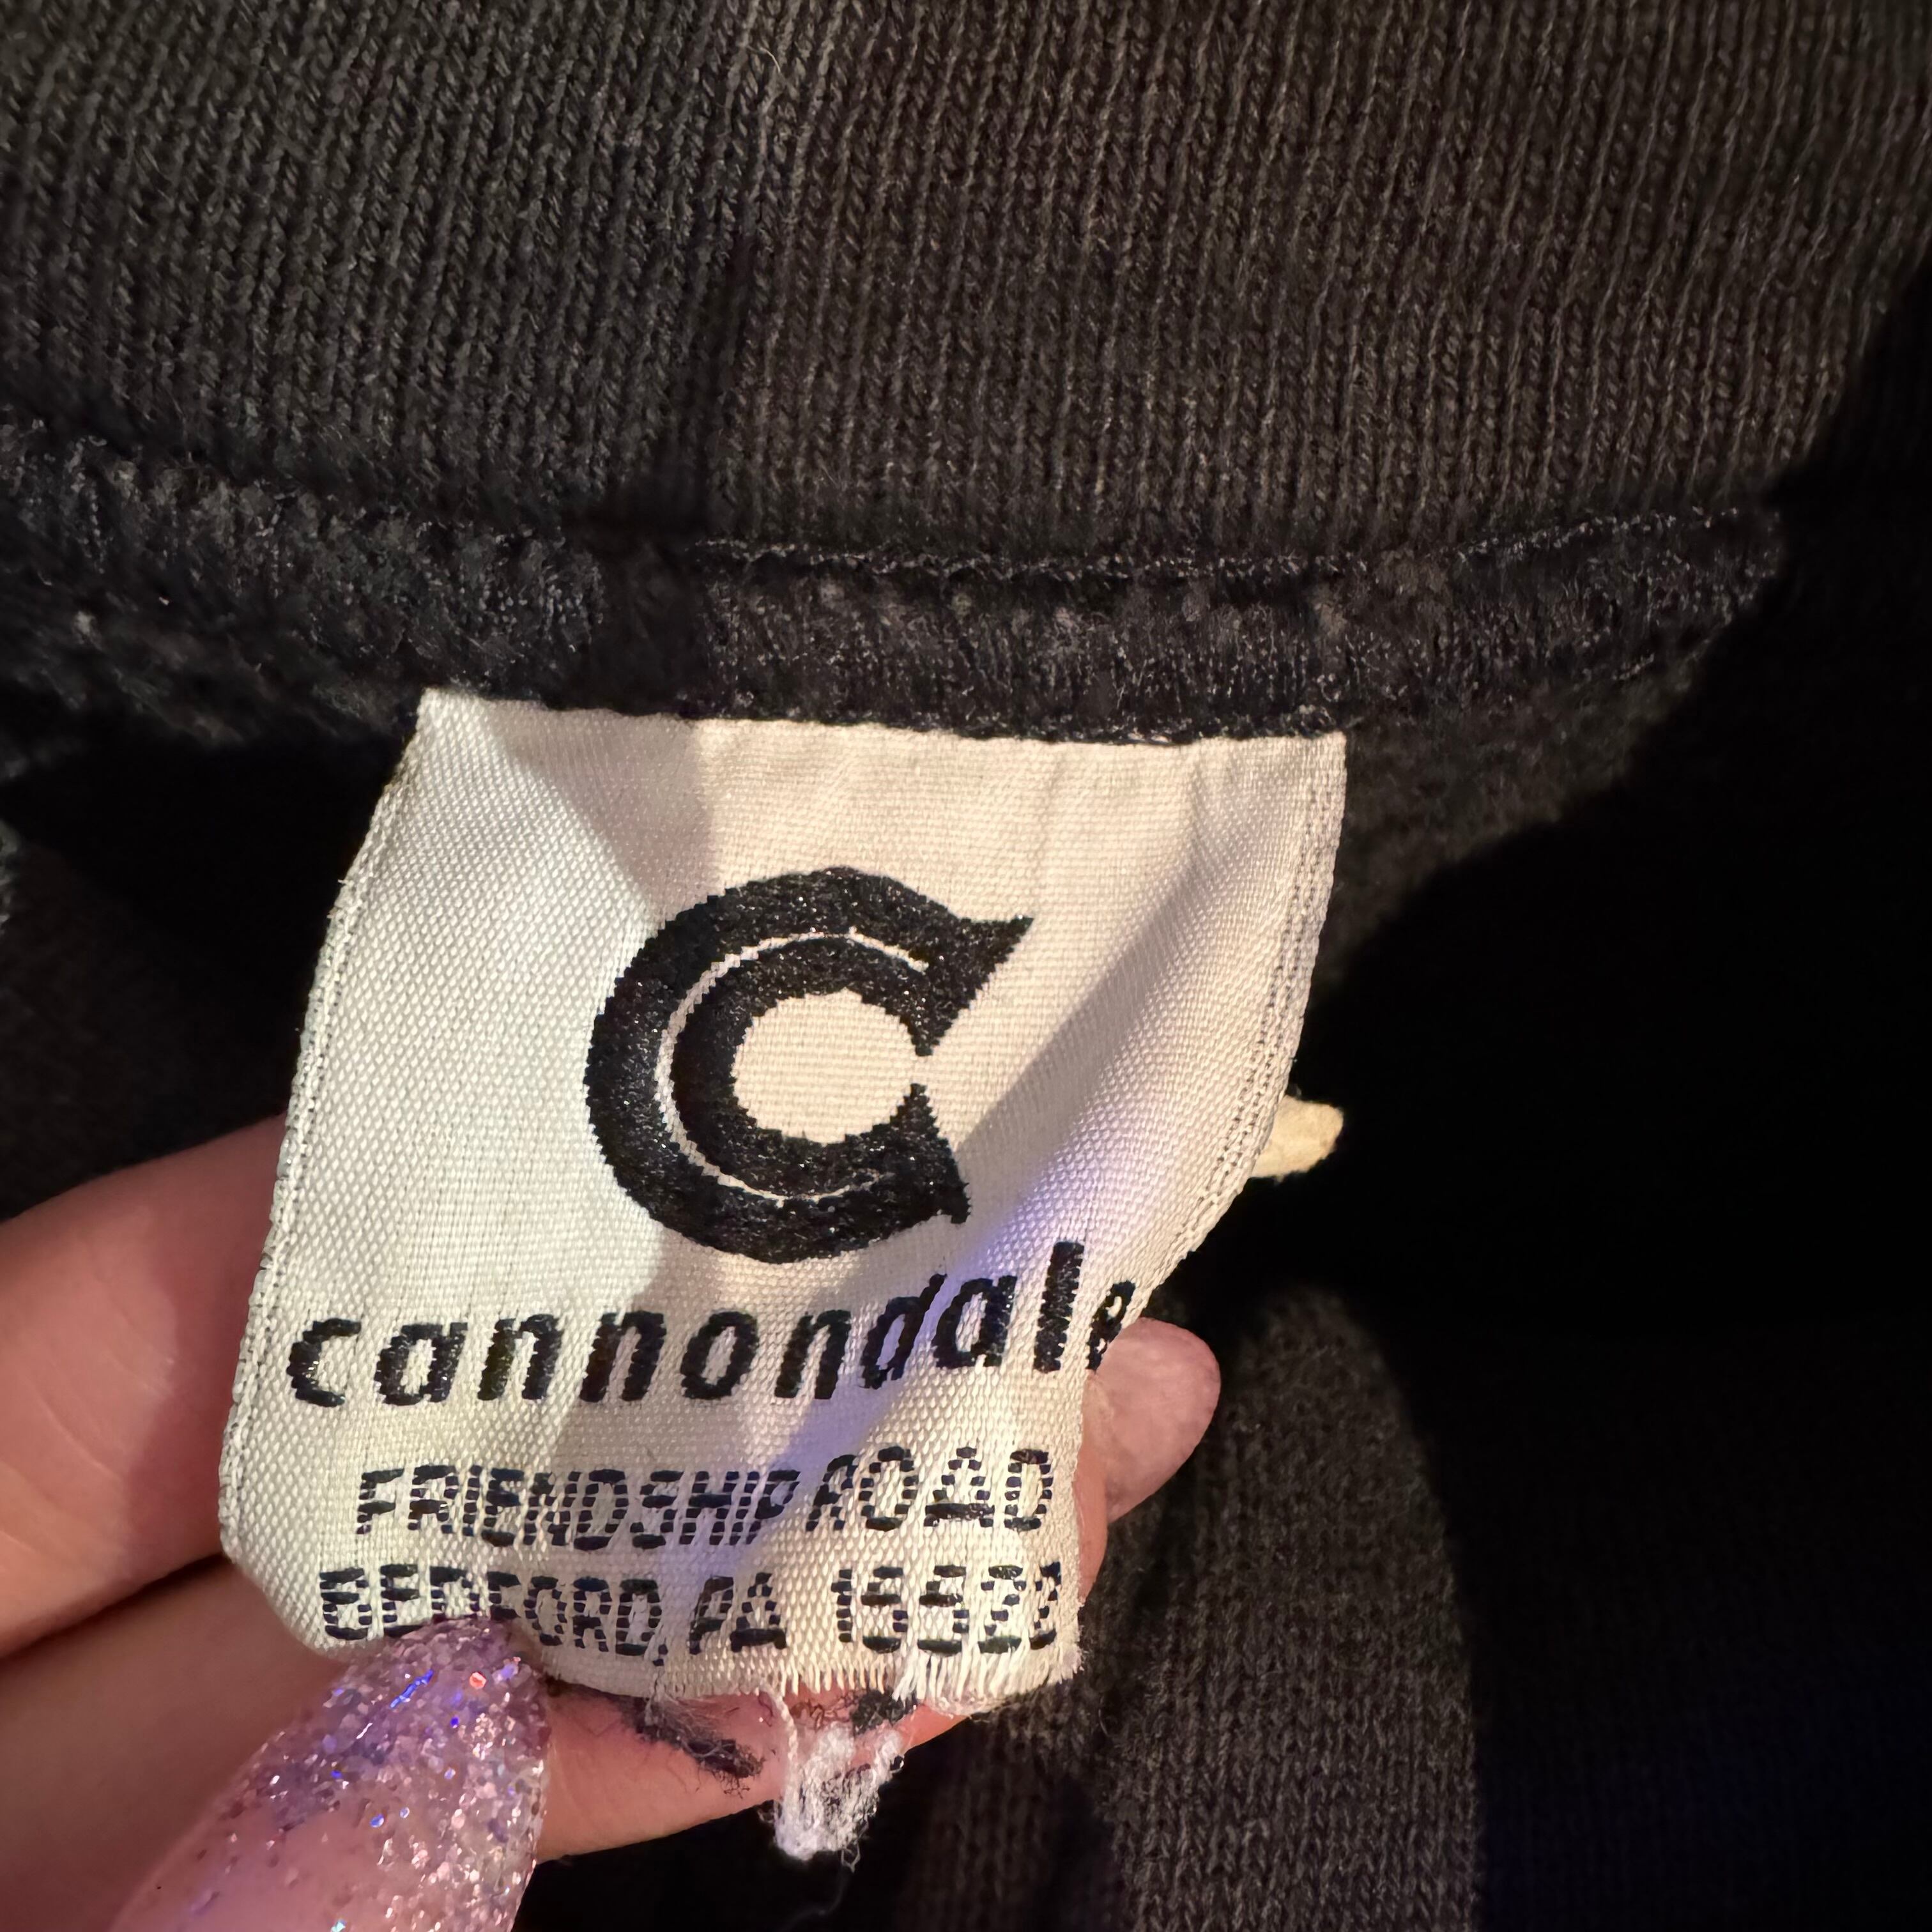 C
cannondale
FRIENDSHIP ROAD
BEDFORD, PA 15522